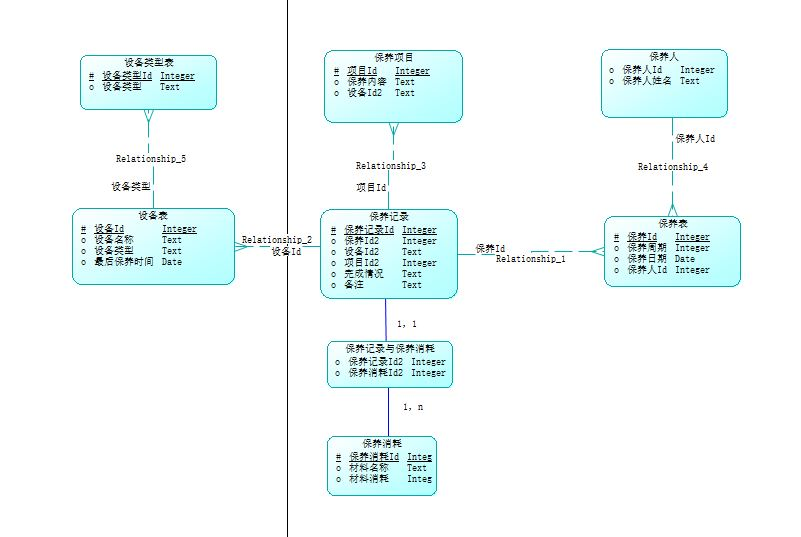 设备类型表
# 设备类型Id Integer
o 设备类型 Text
保养项目
# 项目Id Integer
o 保养内容 Text
o 设备Id2 Text
保养人
o 保养人Id Integer
o 保养人姓名 Text
Relationship_5
设备类型
Relationship_3
项目Id
保养人Id
Relationship_4
设备表
# 设备Id Integer
o 设备名称 Text
o 设备类型 Text
o 最后保养时间 Date
Relationship_2
设备Id
保养记录
# 保养记录Id Integer
o 保养Id2 Integer
o 设备Id2 Text
o 项目Id2 Integer
o 完成情况 Text
o 备注 Text
保养Id
Relationship_1
保养表
# 保养Id Integer
o 保养周期 Integer
o 保养日期 Date
o 保养人Id Integer
1, 1
保养记录与保养消耗
o 保养记录Id2 Integer
o 保养消耗Id2 Integer
1, n
保养消耗
# 保养消耗Id Integ
o 材料名称 Text
o 材料消耗 Integ